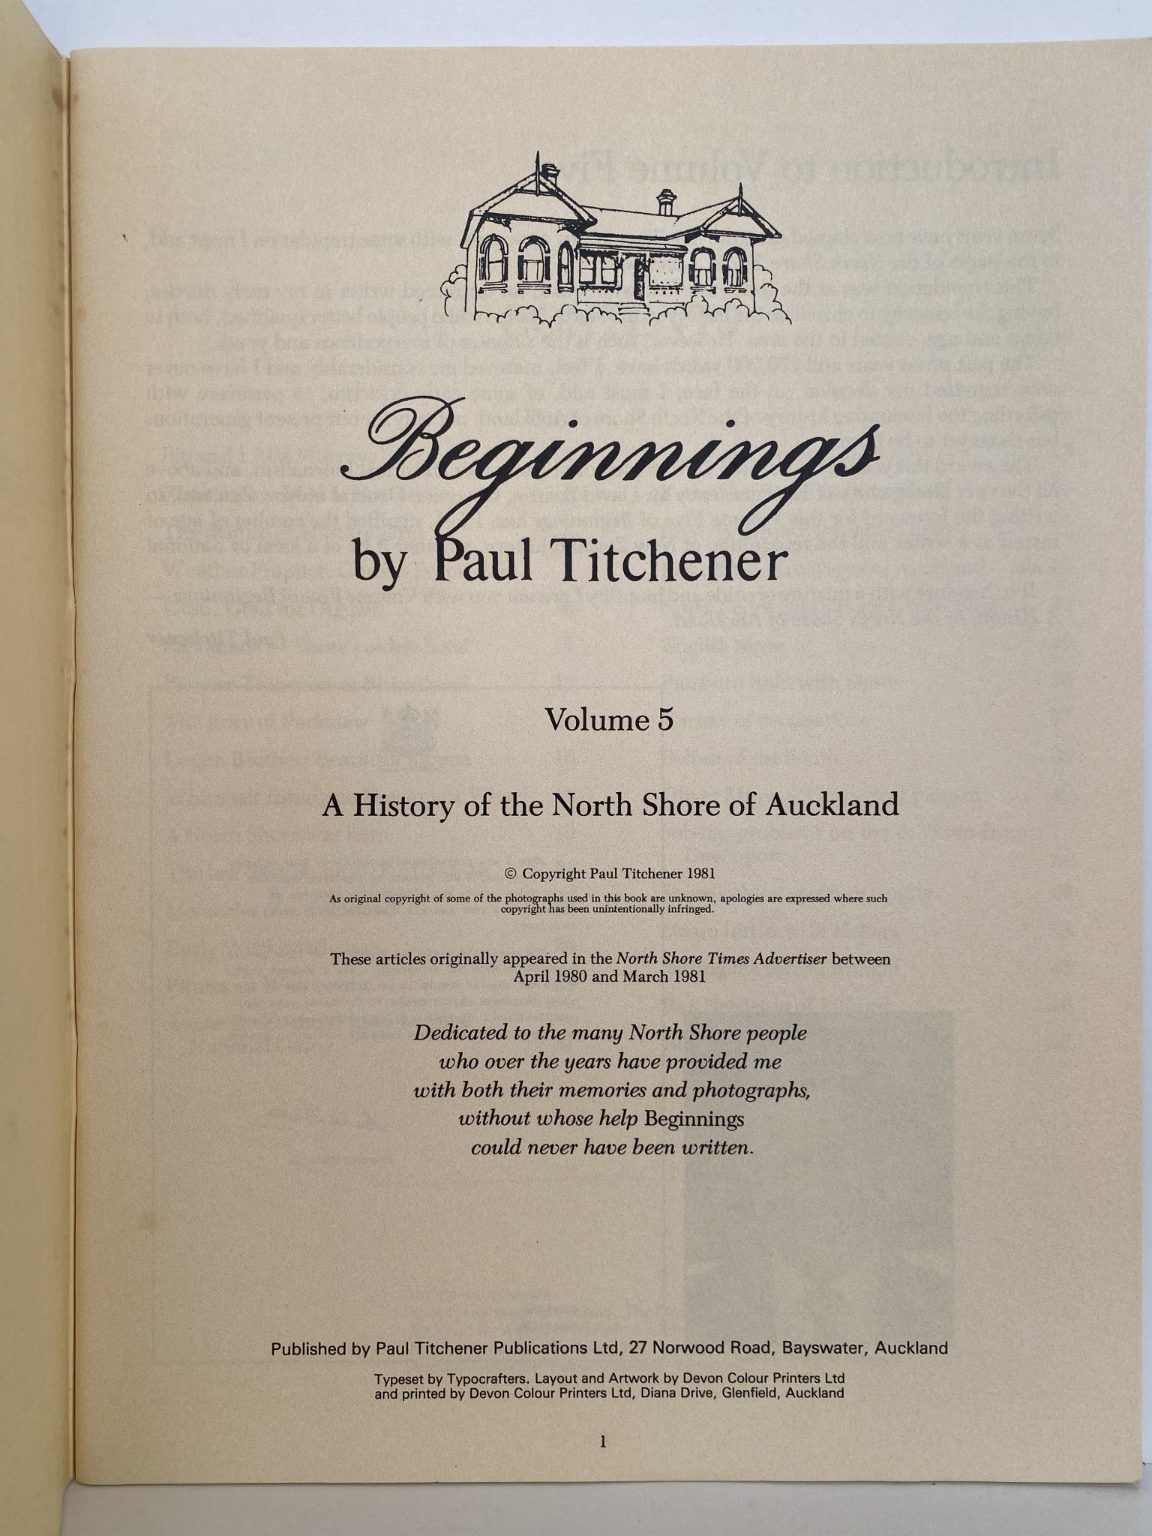 Beginnings
by Paul Titchener
Volume 5
A History of the North Shore of Auckland
© Copyright Paul Titchener 1981
As original copyright of some of the photographs used in this book are unknown, apologies are expressed where such
copyright has been unintentionally infringed.
These articles originally appeared in the North Shore Times Advertiser between
April 1980 and March 1981
Dedicated to the many North Shore people
who over the years have provided me
with both their memories and photographs,
without whose help Beginnings
could never have been written.
Published by Paul Titchener Publications Ltd, 27 Norwood Road, Bayswater, Auckland
Typeset by Typocrafters. Layout and Artwork by Devon Colour Printers Ltd
and printed by Devon Colour Printers Ltd, Diana Drive, Glenfield, Auckland
1